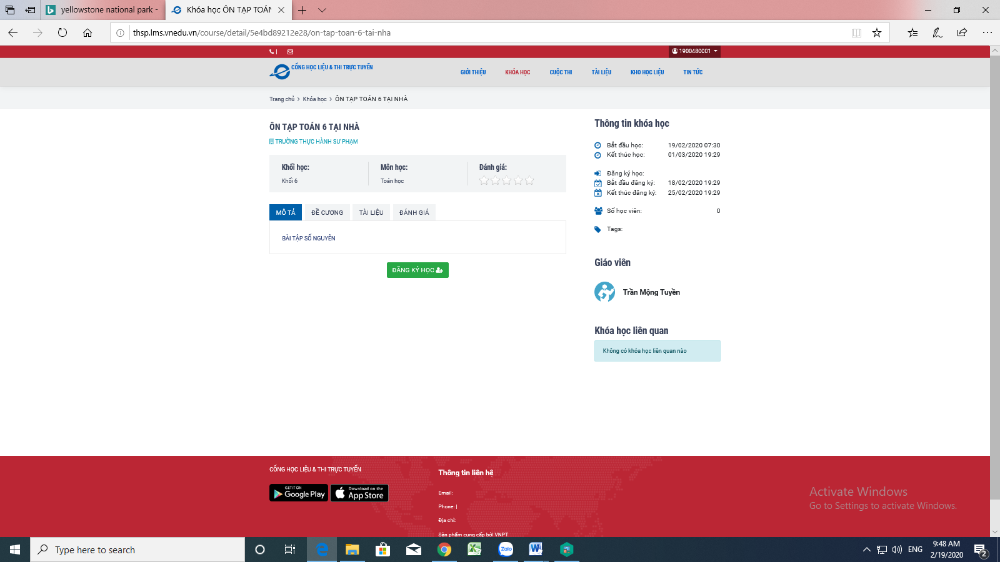 yellowstone national park -
Khóa học ÔN TẠP TOÁN
thsp.lms.vnedu.vn/course/detail/5e4bd89212e28/on-tap-toan-6-tai-nha
|
1900480001
CỔNG HỌC LIỆU & THI TRỰC TUYẾN
GIỚI THIỆU
KHÓA HỌC
CUỘC THI
TÀI LIỆU
KHO HỌC LIỆU
TIN TỨC
Trang chủ > Khóa học > ÔN TẠP TOÁN 6 TẠI NHÀ
ÔN TẠP TOÁN 6 TẠI NHÀ
TRƯỜNG THỰC HÀNH SƯ PHẠM
Khối học:
Khối 6
Môn học:
Toán học
Đánh giá:
MÔ TẢ
ĐỀ CƯƠNG
TÀI LIỆU
ĐÁNH GIÁ
BÀI TẬP SỐ NGUYÊN
ĐĂNG KÝ HỌC
Thông tin khóa học
Bắt đầu học: 19/02/2020 07:30
Kết thúc học: 01/03/2020 19:29
Đăng ký học:
Bắt đầu đăng ký: 18/02/2020 19:29
Kết thúc đăng ký: 25/02/2020 19:29
Số học viên: 0
Tags:
Giáo viên
Trần Mộng Tuyền
Khóa học liên quan
Không có khóa học liên quan nào
CỔNG HỌC LIỆU & THI TRỰC TUYẾN
GET IT ON
Google Play
Download on the
App Store
Thông tin liên hệ
Email:
Phone: |
Địa chỉ:
Sản phẩm cung cấp bởi VNPT
Activate Windows
Go to Settings to activate Windows.
Type here to search
Zalo
ENG
9:48 AM
2/19/2020
2